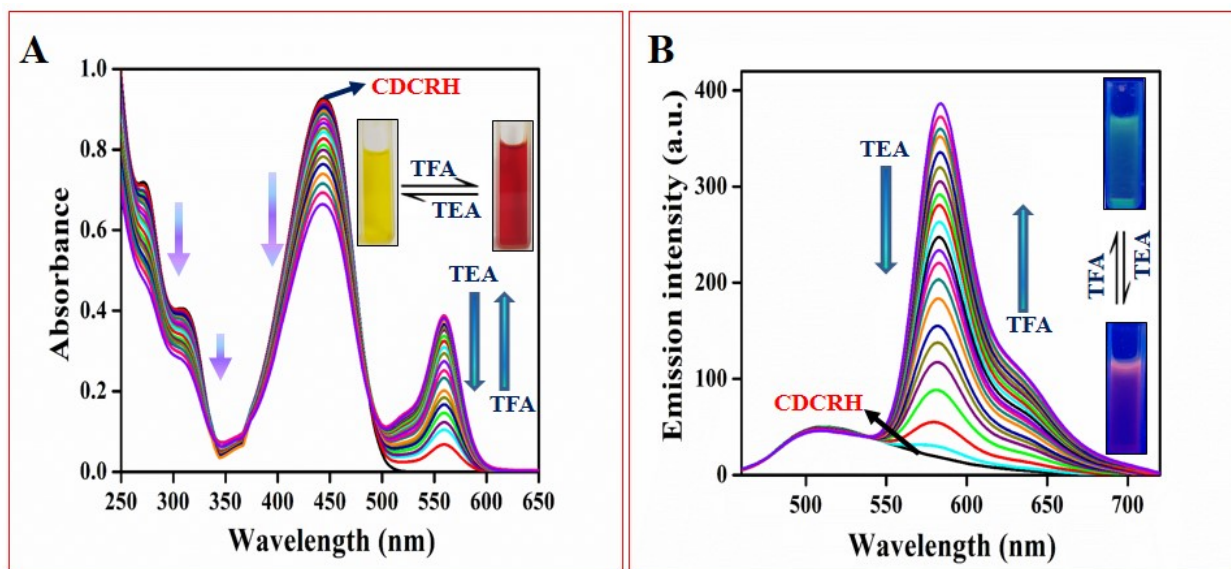 A
CDCRH
TFA
TEA
TEA
TFA
1.0
0.8
0.6
0.4
0.2
0.0
Absorbance
250 300 350 400 450 500 550 600 650
Wavelength (nm)
B
400
300
200
100
0
Emission intensity (a.u.)
TEA
TFA
TFA
TEA
CDCRH
500 550 600 650 700
Wavelength (nm)